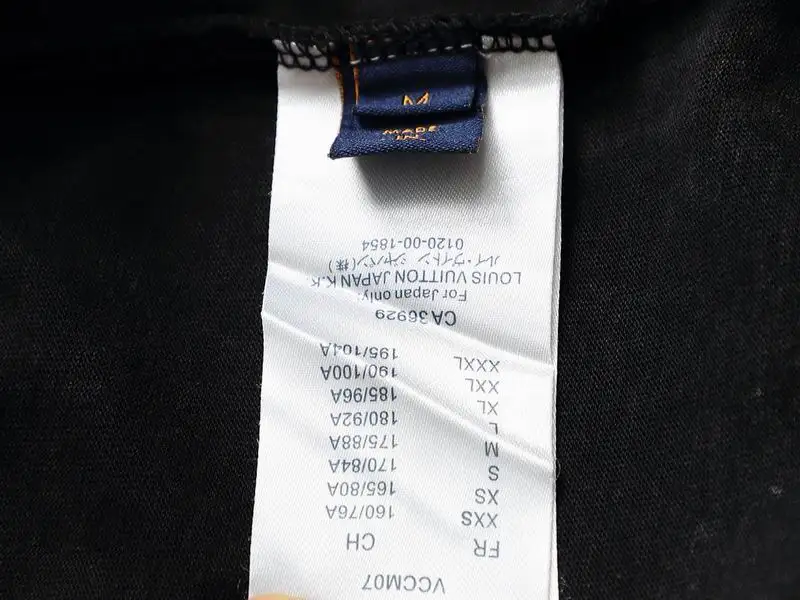 M
MADE
IN
VCCM07
FR CH
XXS 160/76A
XS 165/80A
S 170/84A
M 175/88A
L 180/92A
XL 185/96A
XXL 190/100A
XXXL 195/104A
CA36929
For Japan only:
LOUIS VUITTON JAPAN K.K.
ルイ・ヴィトン ジャパン(株)
0120-00-1854